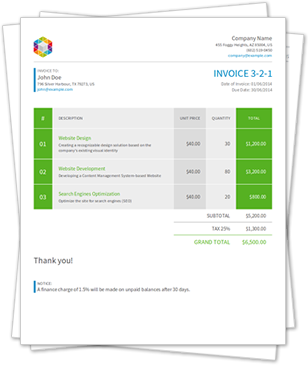 Company Name
455 Foggy Heights, AZ 85004, US
(602) 519-0450
company@example.com
INVOICE TO:
John Doe
796 Silver Harbour, TX 79273, US
john@example.com
INVOICE 3-2-1
Date of Invoice: 01/06/2014
Due Date: 30/06/2014
# DESCRIPTION UNIT PRICE QUANTITY TOTAL
01 Website Design $40.00 30 $1,200.00
Creating a recognizable design solution based on the
company's existing visual identity
02 Website Development $40.00 80 $3,200.00
Developing a Content Management System-based Website
03 Search Engines Optimization $40.00 20 $800.00
Optimize the site for search engines (SEO)
SUBTOTAL $5,200.00
TAX 25% $1,300.00
GRAND TOTAL $6,500.00
Thank you!
NOTICE:
A finance charge of 1.5% will be made on unpaid balances after 30 days.